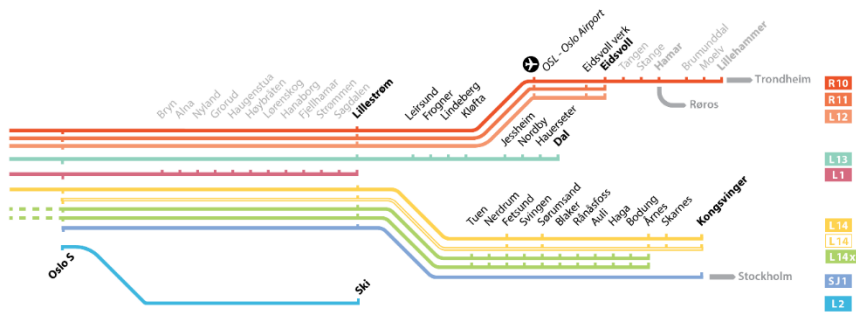 Bryn
Alna
Nyland
Grorud
Haugenstua
Høybråten
Lørenskog
Hanaborg
Fjellhamar
Strømmen
Sagdalen
Lillestrøm
Leirsund
Frogner
Lindeberg
Kløfta
OSL - Oslo Airport
Eidsvoll verk
Eidsvoll
Tangen
Stange
Hamar
Brumunddal
Moelv
Lillehammer
Trondheim
Røros
Jessheim
Nordby
Hauerseter
Dal
Tuen
Nerdrum
Fetsund
Svingen
Sørumsand
Blaker
Rånåsfoss
Auli
Haga
Bodung
Årnes
Skarnes
Kongsvinger
Stockholm
Oslo S
Ski
R10
R11
L12
L13
L1
L14
L14
L14x
SJ1
L2